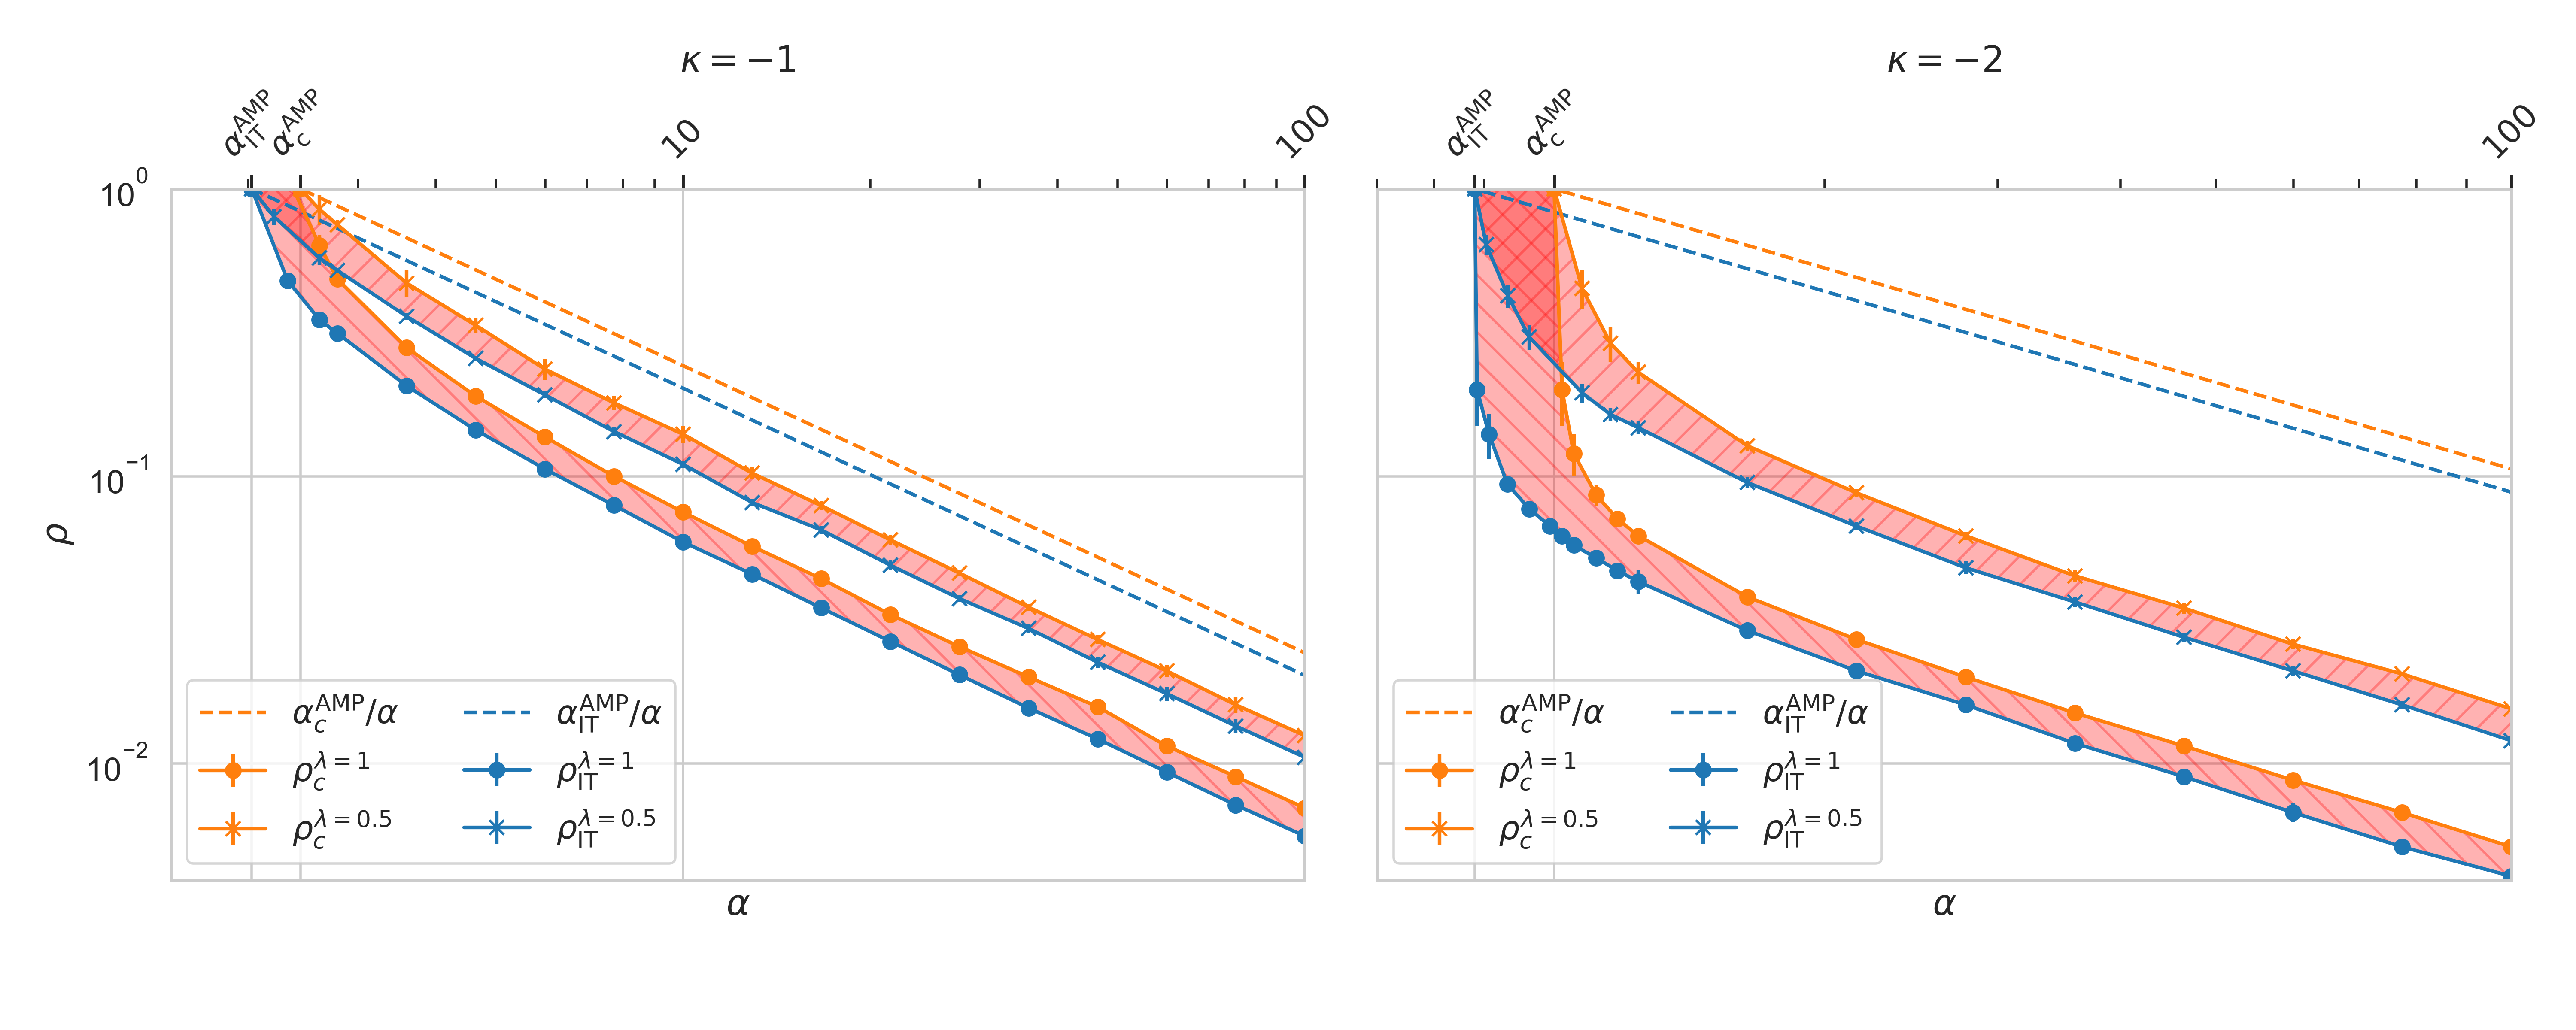 κ = −1
κ = −2
α_IT^AMP
α_c^AMP
10
100
α_IT^AMP
α_c^AMP
100
10^0
10^−1
10^−2
ρ
α_c^AMP/α
α_IT^AMP/α
ρ_c^λ = 1
ρ_IT^λ = 1
ρ_c^λ = 0.5
ρ_IT^λ = 0.5
α_c^AMP/α
α_IT^AMP/α
ρ_c^λ = 1
ρ_IT^λ = 1
ρ_c^λ = 0.5
ρ_IT^λ = 0.5
α
α